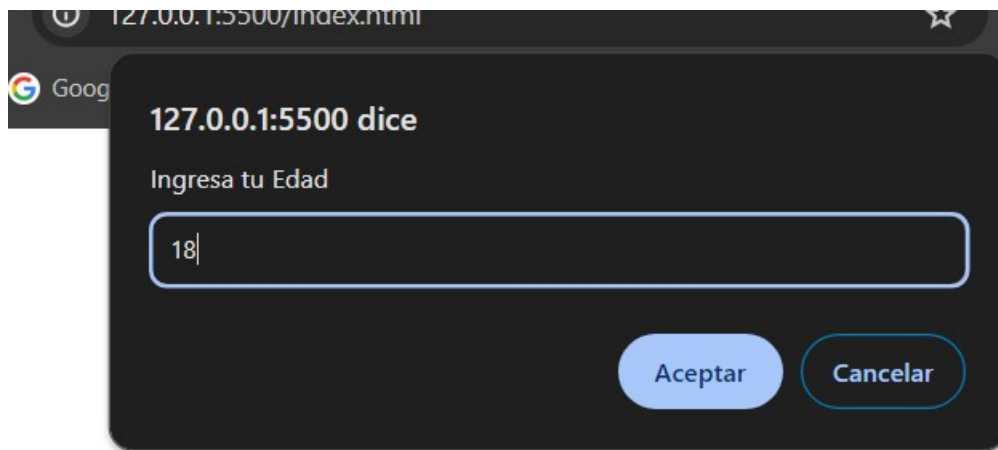 127.0.0.1:5500/index.html
Goog
127.0.0.1:5500 dice
Ingresa tu Edad
18
Aceptar Cancelar